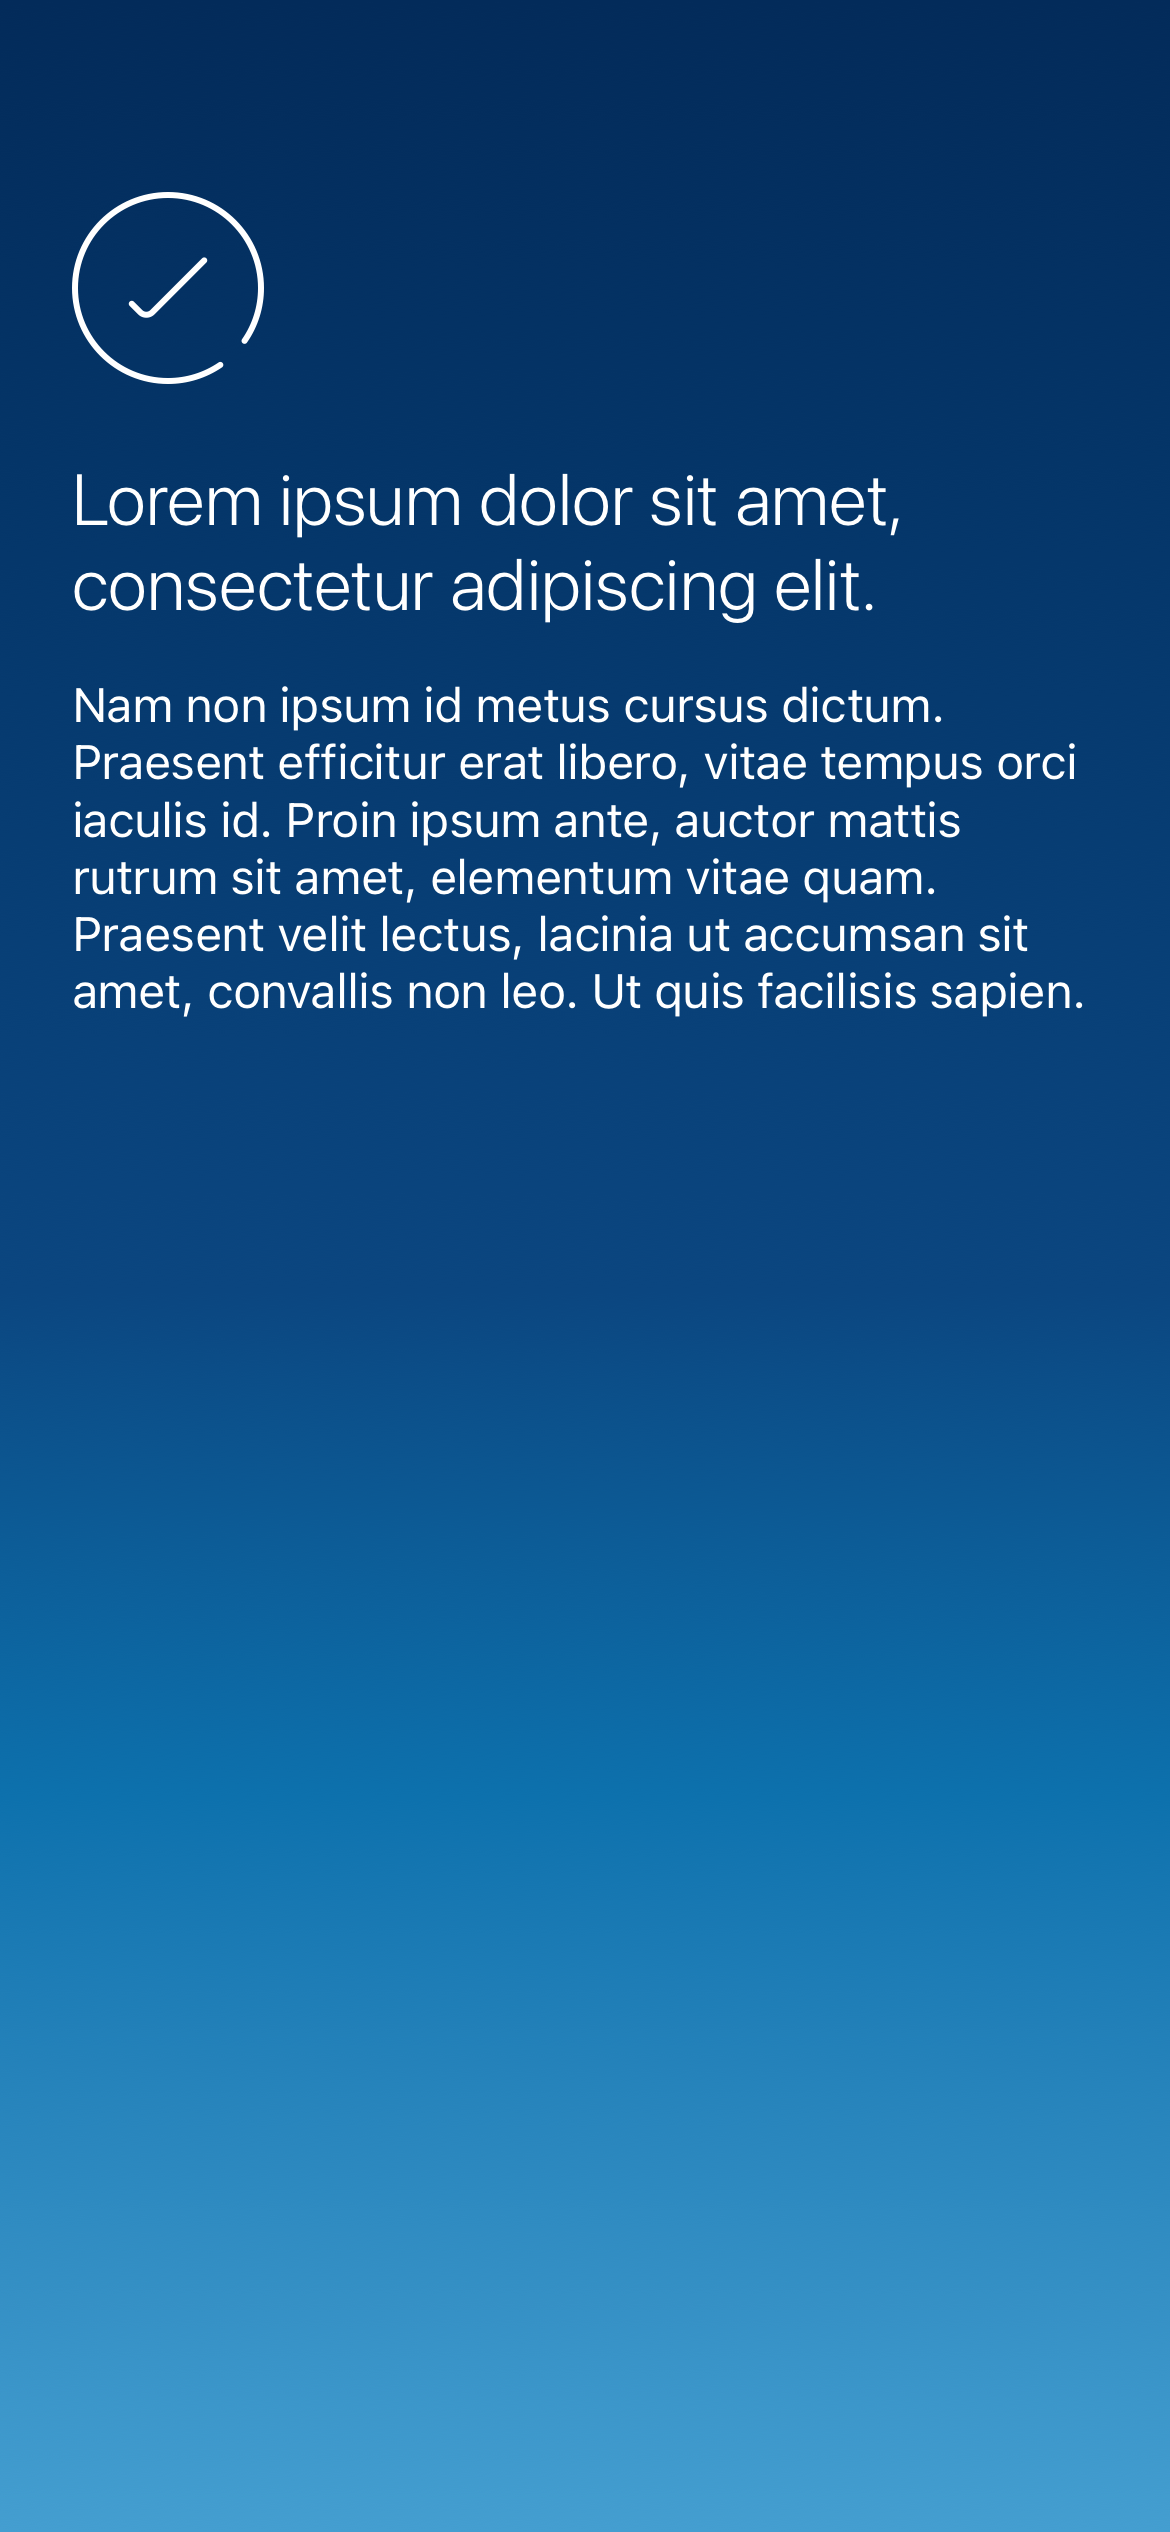 Lorem ipsum dolor sit amet,
consectetur adipiscing elit.
Nam non ipsum id metus cursus dictum.
Praesent efficitur erat libero, vitae tempus orci
iaculis id. Proin ipsum ante, auctor mattis
rutrum sit amet, elementum vitae quam.
Praesent velit lectus, lacinia ut accumsan sit
amet, convallis non leo. Ut quis facilisis sapien.